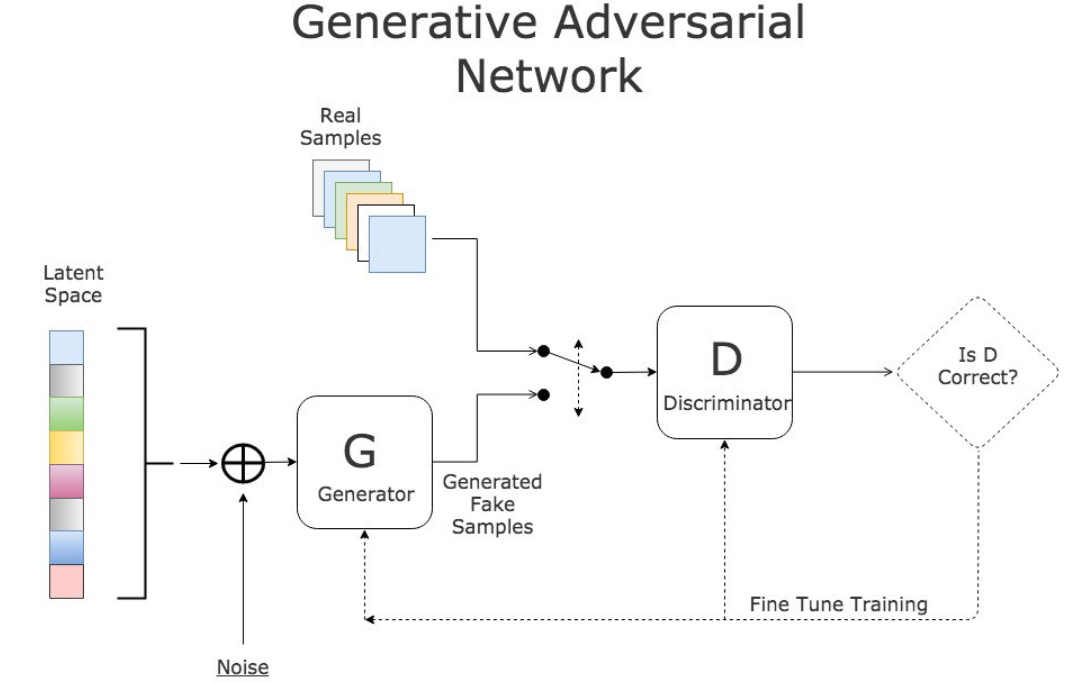 Generative Adversarial
Network
Real
Samples
Latent
Space
Is D
Correct?
D
Discriminator
G
Generator
Generated
Fake
Samples
Fine Tune Training
Noise